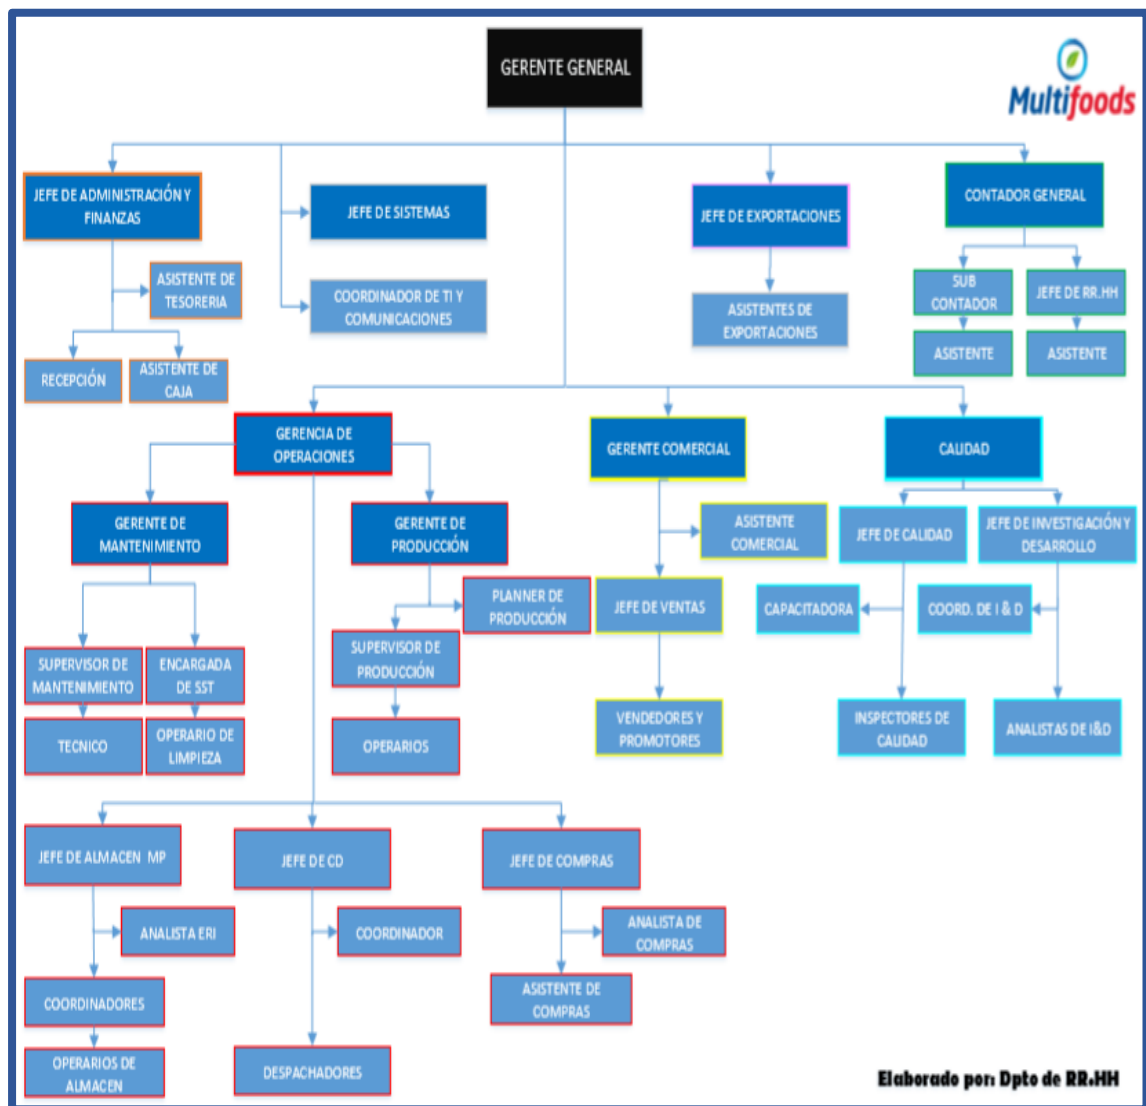 GERENTE GENERAL
Multifoods
JEFE DE ADMINISTRACIÓN Y
FINANZAS
JEFE DE SISTEMAS
JEFE DE EXPORTACIONES
CONTADOR GENERAL
ASISTENTE DE
TESORERIA
COORDINADOR DE TI Y
COMUNICACIONES
ASISTENTES DE
EXPORTACIONES
SUB
CONTADOR
JEFE DE RR.HH
RECEPCIÓN
ASISTENTE DE
CAJA
ASISTENTE
ASISTENTE
GERENCIA DE
OPERACIONES
GERENTE COMERCIAL
CALIDAD
GERENTE DE
MANTENIMIENTO
GERENTE DE
PRODUCCIÓN
ASISTENTE
COMERCIAL
JEFE DE CALIDAD
JEFE DE INVESTIGACIÓN Y
DESARROLLO
PLANNER DE
PRODUCCIÓN
JEFE DE VENTAS
CAPACITADORA
COORD. DE I & D
SUPERVISOR DE
MANTENIMIENTO
ENCARGADA
DE SST
SUPERVISOR DE
PRODUCCIÓN
TECNICO
OPERARIO DE
LIMPIEZA
OPERARIOS
VENDEDORES Y
PROMOTORES
INSPECTORES DE
CALIDAD
ANALISTAS DE I&D
JEFE DE ALMACEN MP
JEFE DE CD
JEFE DE COMPRAS
ANALISTA ERI
COORDINADOR
ANALISTA DE
COMPRAS
COORDINADORES
ASISTENTE DE
COMPRAS
OPERARIOS DE
ALMACEN
DESPACHADORES
Elaborado por: Dpto de RR.HH